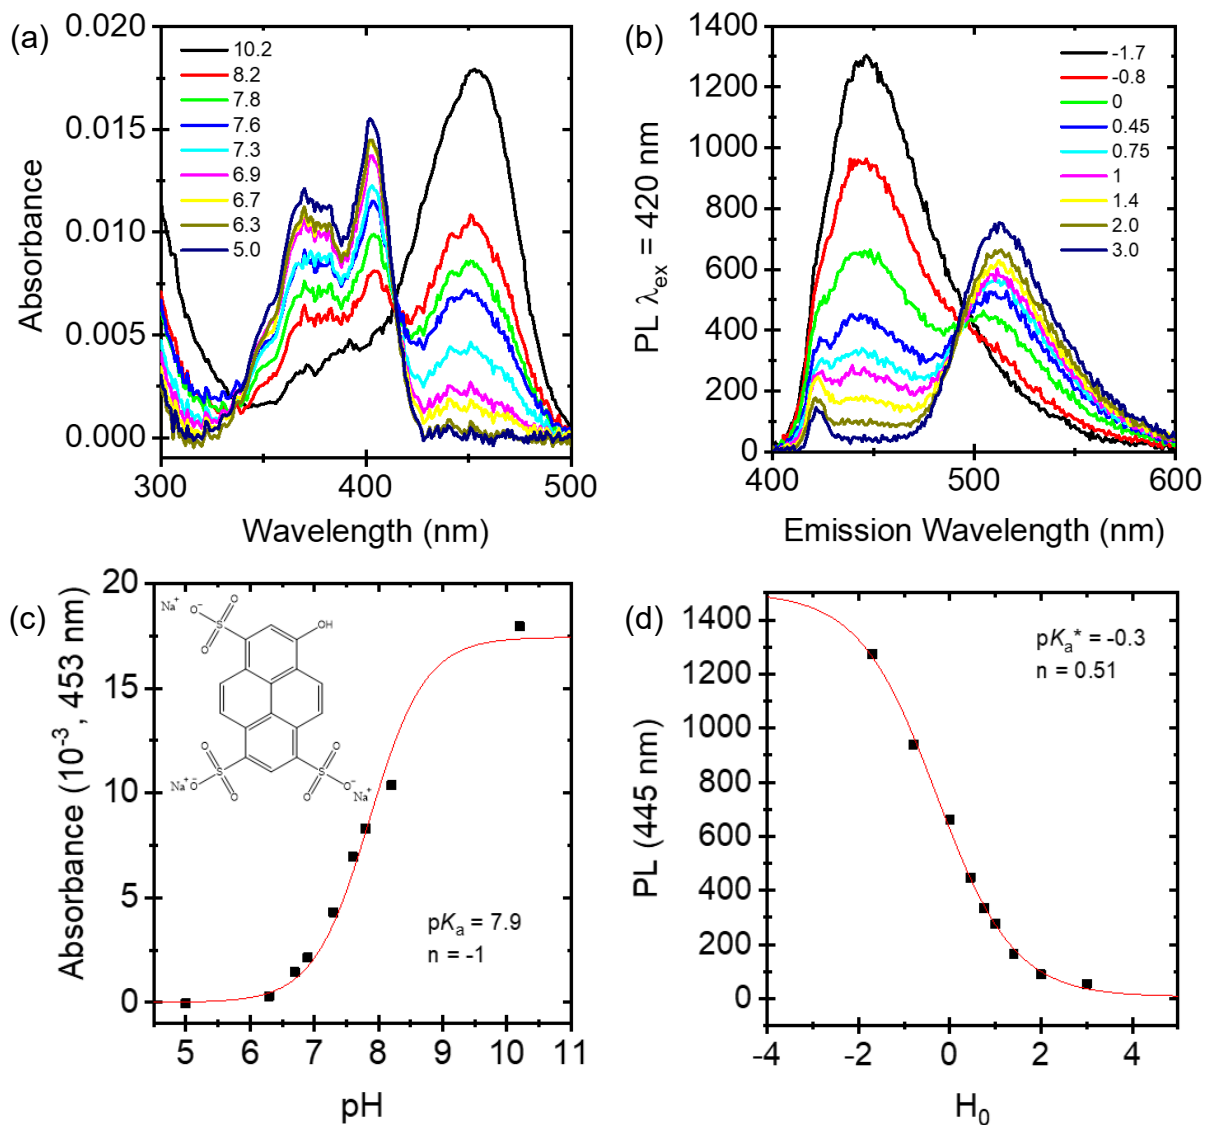 (a)
0.020
0.015
0.010
0.005
0.000
Absorbance
10.2
8.2
7.8
7.6
7.3
6.9
6.7
6.3
5.0
300
400
500
Wavelength (nm)
(b)
1400
1200
1000
800
600
400
200
0
PL λex = 420 nm
-1.7
-0.8
0
0.45
0.75
1
1.4
2.0
3.0
400
500
600
Emission Wavelength (nm)
(c)
20
15
10
5
0
Absorbance (10-3 , 453 nm)
Na+
O-
O
S
O
OH
O
O
S
Na+
-O
O
O
S
O
O-
Na+
pKa = 7.9
n = -1
5
6
7
8
9
10
11
pH
(d)
1400
1200
1000
800
600
400
200
0
PL (445 nm)
pKa* = -0.3
n = 0.51
-4
-2
0
2
4
H0